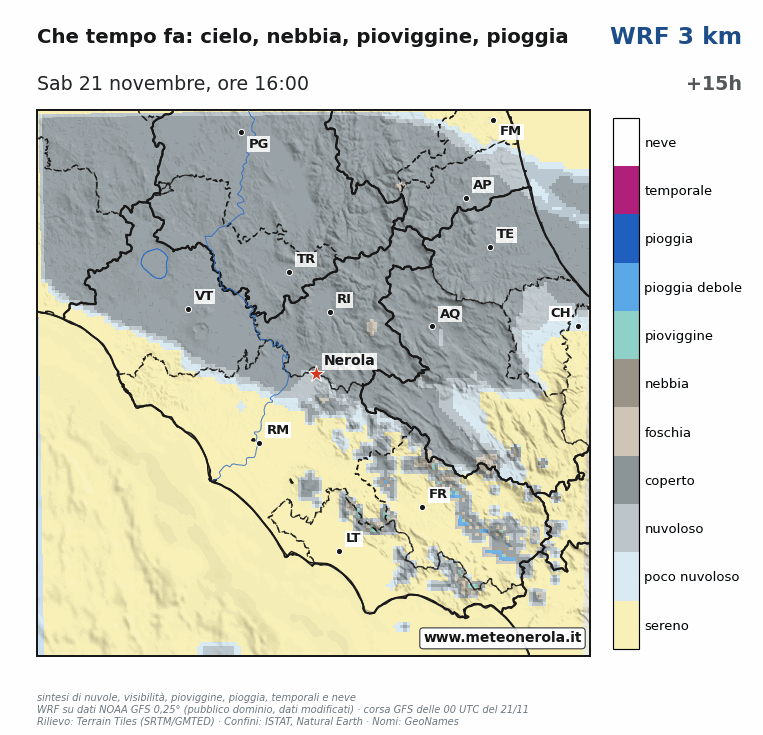 Che tempo fa: cielo, nebbia, pioviggine, pioggia
WRF 3 km
Sab 21 novembre, ore 16:00
+15h
FM
PG
AP
TE
TR
VT
RI
AQ
CH.
Nerola
RM
FR
LT
www.meteonerola.it
neve
temporale
pioggia
pioggia debole
pioviggine
nebbia
foschia
coperto
nuvoloso
poco nuvoloso
sereno
sintesi di nuvole, visibilità, pioviggine, pioggia, temporali e neve
WRF su dati NOAA GFS 0,25° (pubblico dominio, dati modificati) · corsa GFS delle 00 UTC del 21/11
Rilievo: Terrain Tiles (SRTM/GMTED) · Confini: ISTAT, Natural Earth · Nomi: GeoNames